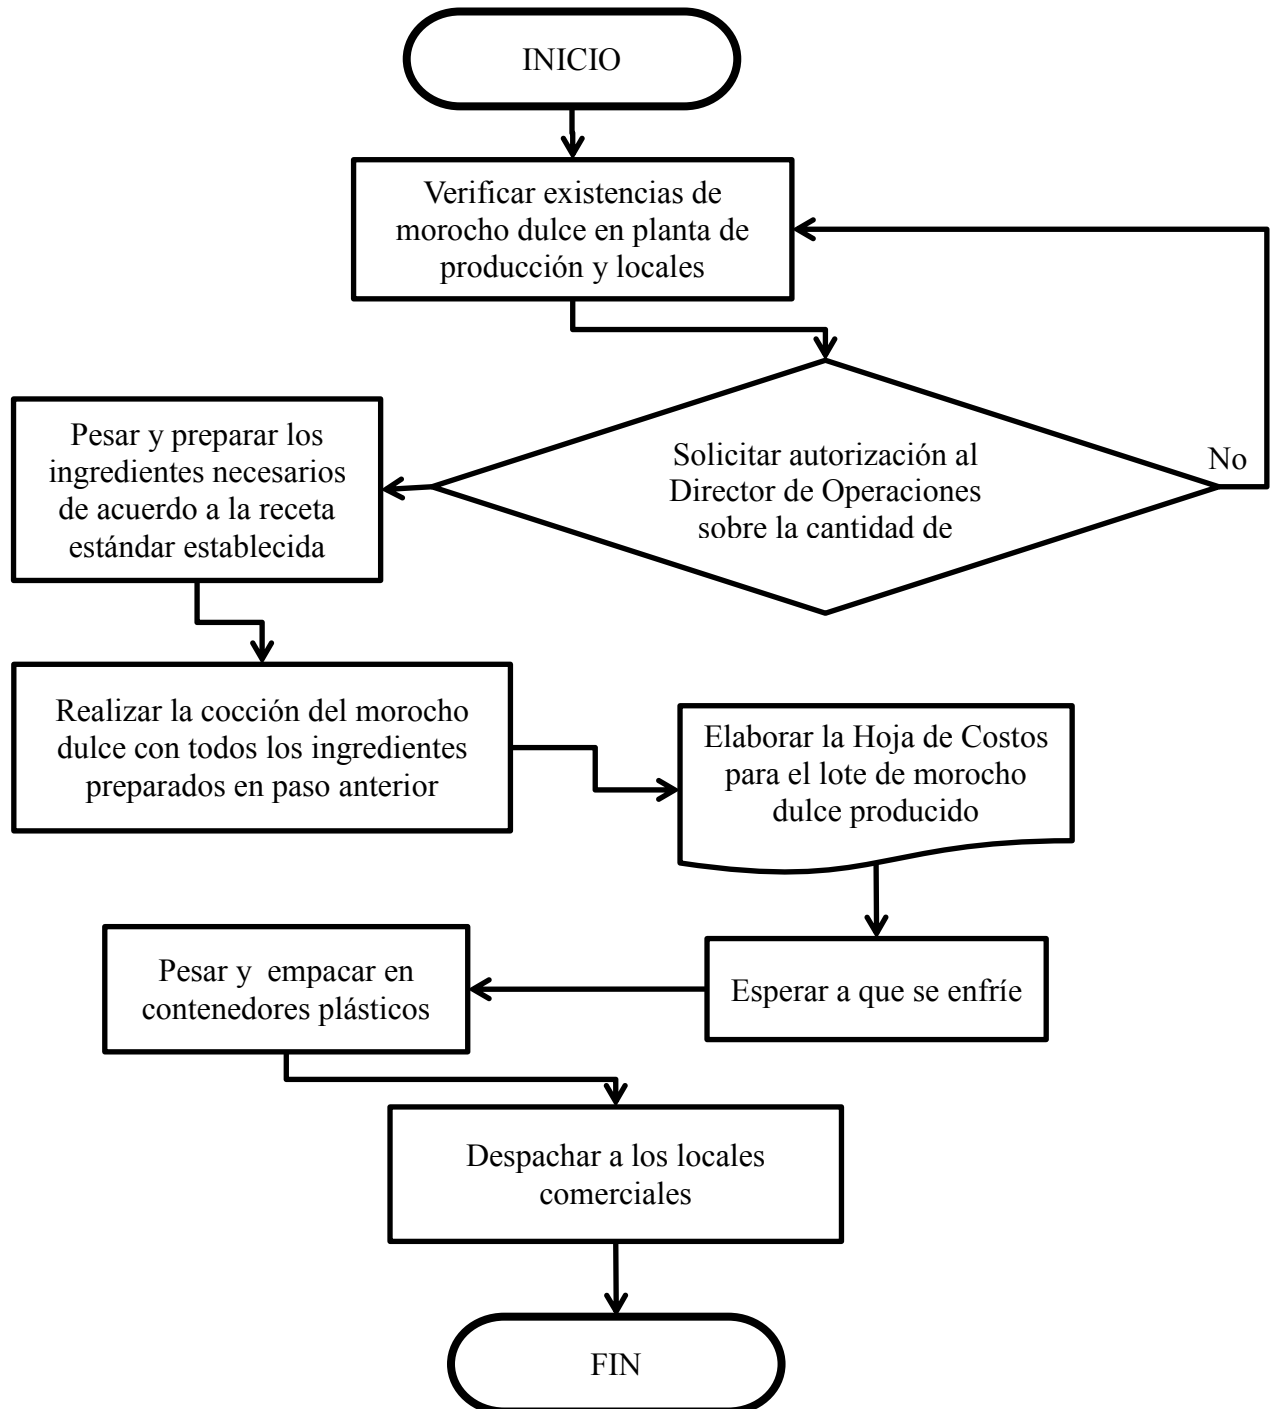 INICIO
Verificar existencias de
morocho dulce en planta de
producción y locales
Solicitar autorización al
Director de Operaciones
sobre la cantidad de
No
Pesar y preparar los
ingredientes necesarios
de acuerdo a la receta
estándar establecida
Realizar la cocción del morocho
dulce con todos los ingredientes
preparados en paso anterior
Elaborar la Hoja de Costos
para el lote de morocho
dulce producido
Esperar a que se enfríe
Pesar y  empacar en
contenedores plásticos
Despachar a los locales
comerciales
FIN